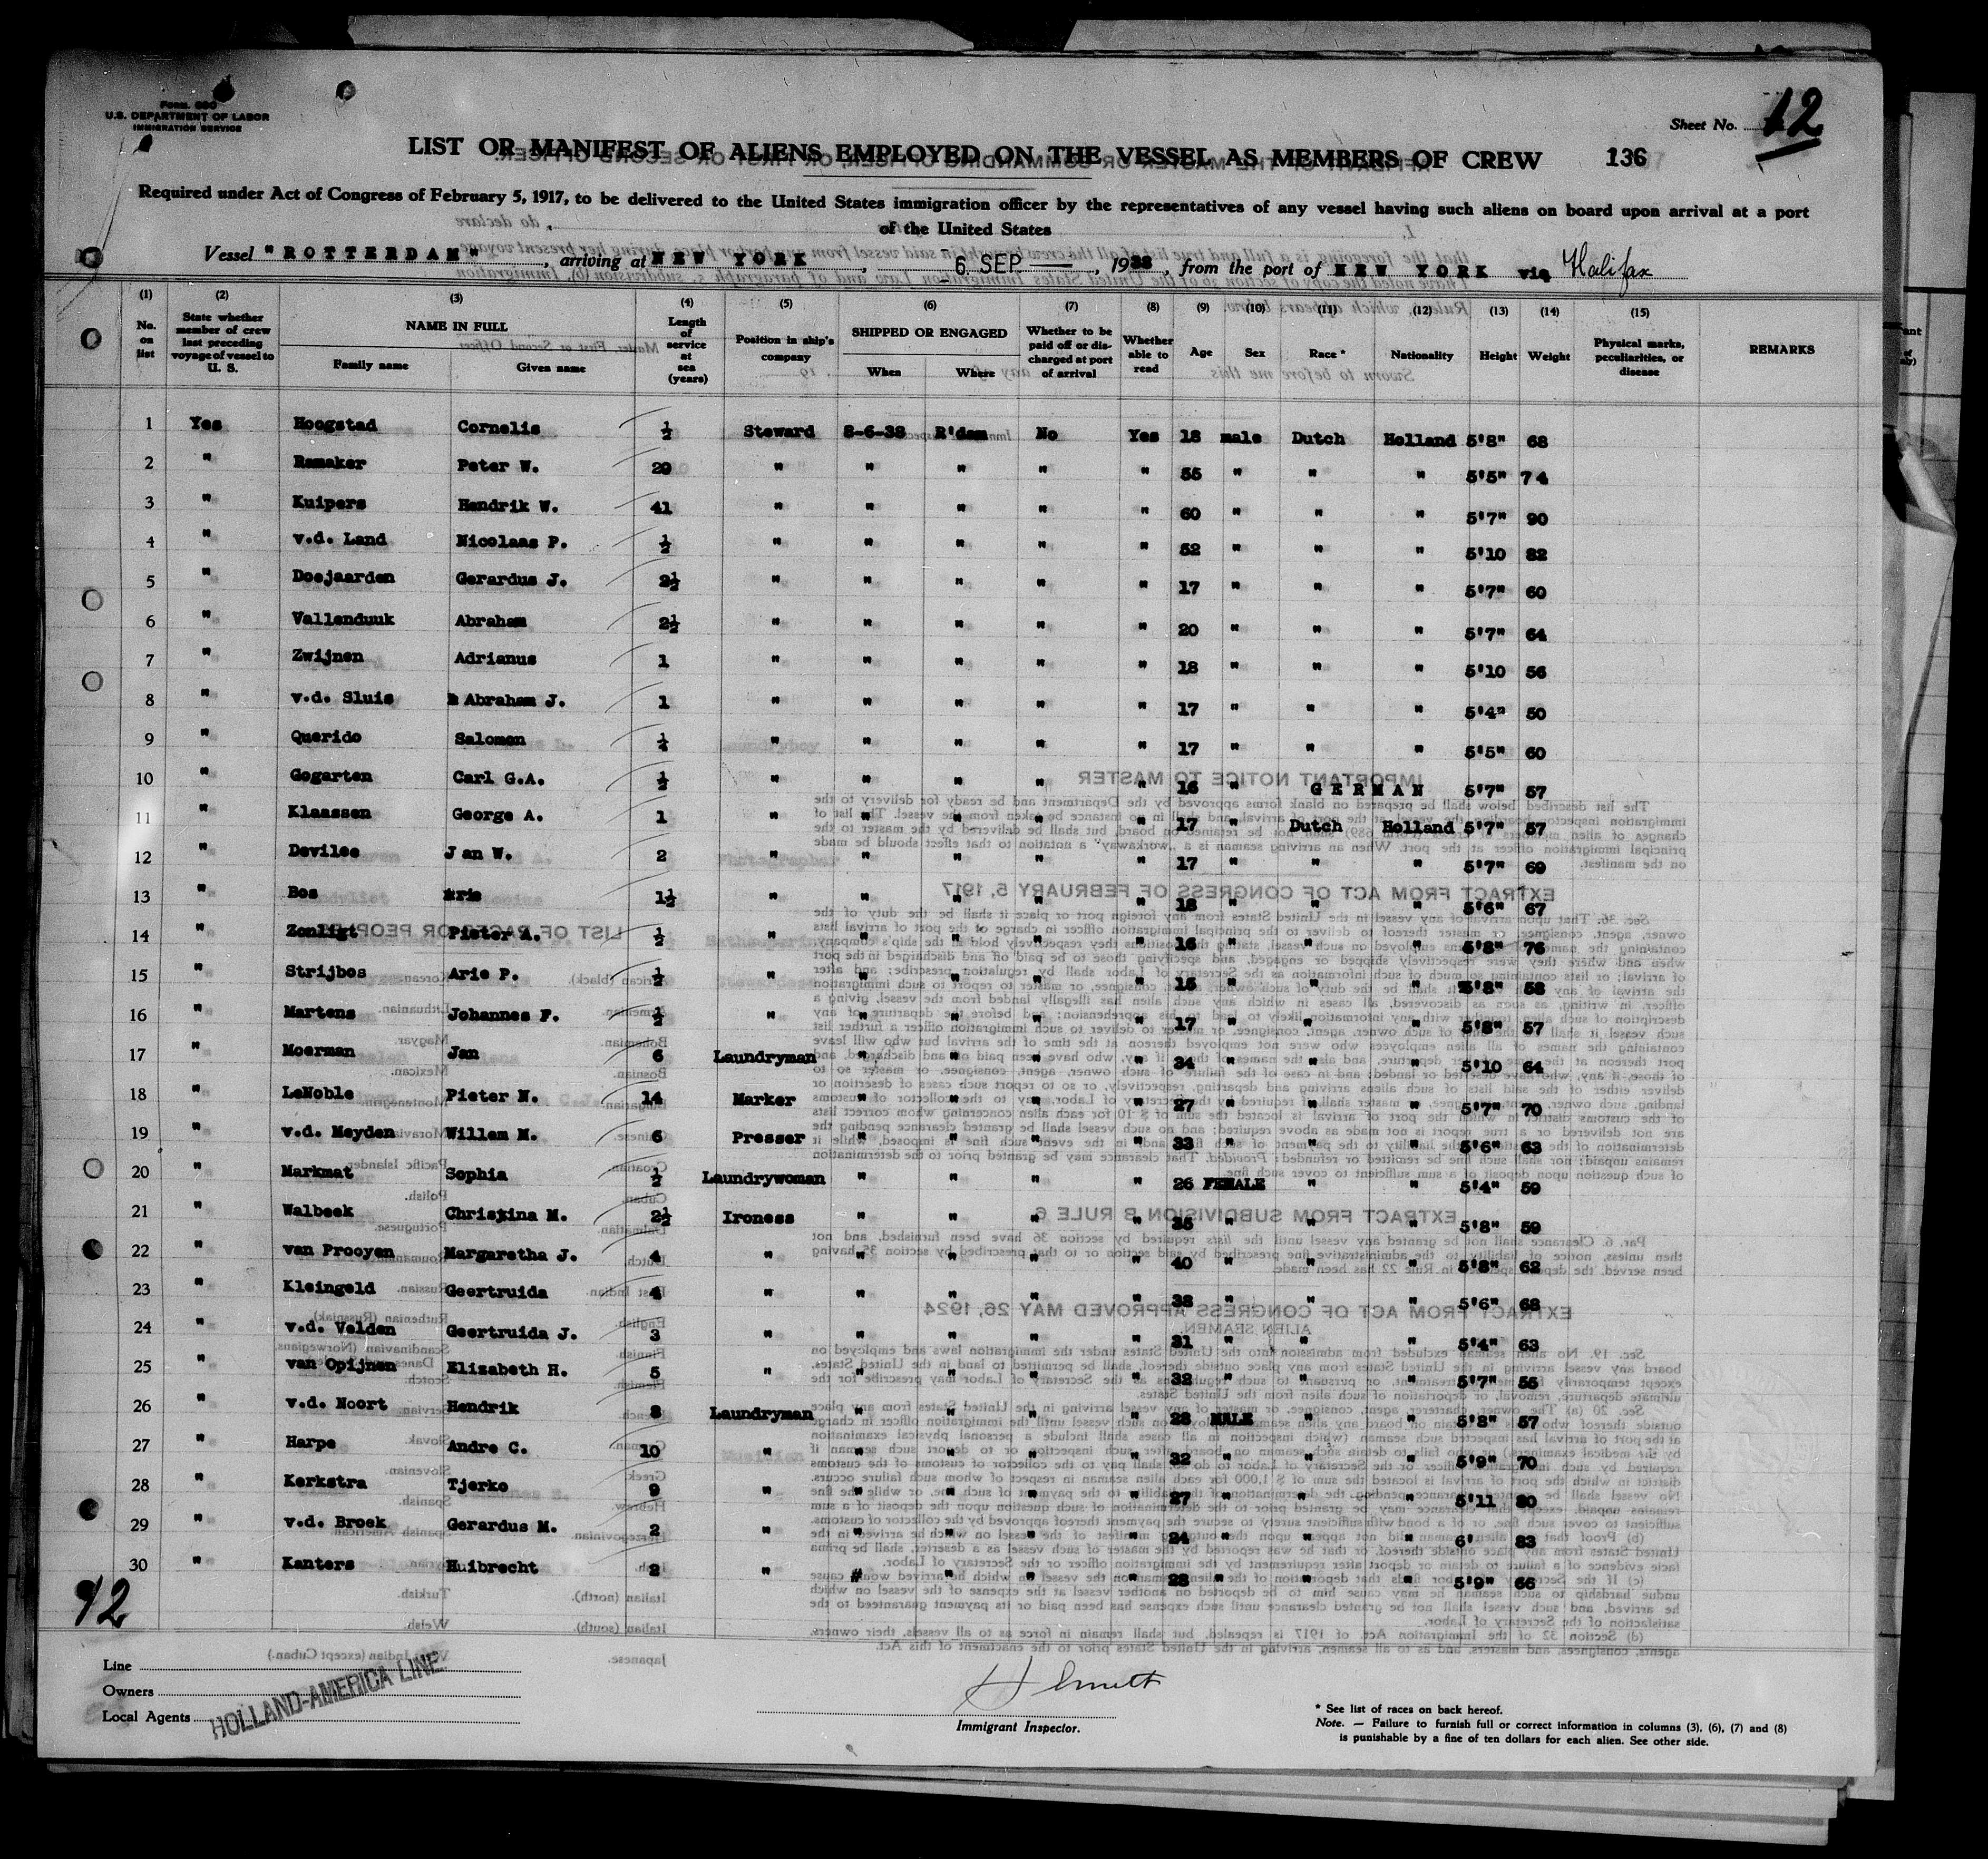 Form 680
U.S. DEPARTMENT OF LABOR
IMMIGRATION SERVICE
Sheet No. 12
LIST OR MANIFEST OF ALIENS EMPLOYED ON THE VESSEL AS MEMBERS OF CREW 136
Required under Act of Congress of February 5, 1917, to be delivered to the United States immigration officer by the representatives of any vessel having such aliens on board upon arrival at a port
of the United States
Vessel "ROTTERDAM", arriving at NEW YORK, 6. SEP. 1938, from the port of NEW YORK via Halifax
(1) (2) (3) (4) (5) (6) (7) (8) (9) (10) (11) (12) (13) (14) (15)
No. on list State whether member of crew last preceding voyage of vessel to U. S. NAME IN FULL Family name Given name Length of service at sea (years) Position in ship's company SHIPPED OR ENGAGED When Where Whether to be paid off or discharged at port of arrival Whether able to read Age Sex Race * Nationality Height Weight Physical marks, peculiarities, or disease REMARKS
1 Yes Hoogstad Cornelis ½ Steward 8-6-38 R'dam No Yes 18 male Dutch Holland 5'8" 68
2 " Ramaker Peter W. 20 " " " " " 55 " " " 5'5" 74
3 " Kuipers Hendrik W. 41 " " " " " 60 " " " 5'7" 90
4 " v.d. Land Nicolaas P. ½ " " " " " 52 " " " 5'10 82
5 " Doejaarden Gerardus J. 2½ " " " " " 17 " " " 5'7" 60
6 " Vallenduuk Abraham 2½ " " " " " 20 " " " 5'7" 64
7 " Zwijnen Adrianus 1 " " " " " 18 " " " 5'10 56
8 " v.d. Sluis Abraham J. 1 " " " " " 17 " " " 5'4" 50
9 " Querido Salomon ¼ " " " " " 17 " " " 5'5" 60
10 " Gogarten Carl G.A. ½ " " " " " 16 " GERMAN 5'7" 57
11 " Klaassen George A. 1 " " " " " 17 " Dutch Holland 5'7" 57
12 " Devilee Jan W. 2 " " " " " 17 " " " 5'7" 69
13 " Bos Arie 1½ " " " " " 18 " " " 5'6" 67
14 " Zonligt Pieter A. ½ " " " " " 16 " " " 5'8" 76
15 " Strijbos Arie P. ½ " " " " " 15 " " " 5'8" 58
16 " Martens Johannes F. ½ " " " " " 17 " " " 5'8" 57
17 " Moerman Jan 6 Laundryman " " " " 34 " " " 5'10 64
18 " LeNoble Pieter N. 14 Marker " " " " 27 " " " 5'7" 70
19 " v.d. Meyden Willem M. 6 Presser " " " " 33 " " " 5'6" 63
20 " Markmat Sophia ½ Laundrywoman " " " " 26 FEMALE " " 5'4" 59
21 " Walbeek Christina M. 2½ Ironess " " " " 35 " " " 5'8" 59
22 " van Prooyen Margaretha J. 4 " " " " " 40 " " " 5'8" 62
23 " Kleingeld Geertruida 4 " " " " " 38 " " " 5'6" 68
24 " v.d. Velden Geertruida J. 3 " " " " " 31 " " " 5'4" 63
25 " van Opijnen Elizabeth H. 5 " " " " " 32 " " " 5'7" 55
26 " v.d. Noort Hendrik 8 Laundryman " " " " 28 MALE " " 5'8" 57
27 " Harpe Andre C. 10 " " " " " 32 " " " 5'9" 70
28 " Kerkstra Tjerko 9 " " " " " 27 " " " 5'11 80
29 " v.d. Broek Gerardus M. 2 " " " " " 24 " " " 6' 83
30 " Kanters Huibrecht 2 " " " " " 28 " " " 5'9" 66
12
Line
Owners
Local Agents
HOLLAND-AMERICA LINE
Immigrant Inspector.
* See list of races on back hereof.
Note. — Failure to furnish full or correct information in columns (3), (6), (7) and (8)
is punishable by a fine of ten dollars for each alien. See other side.